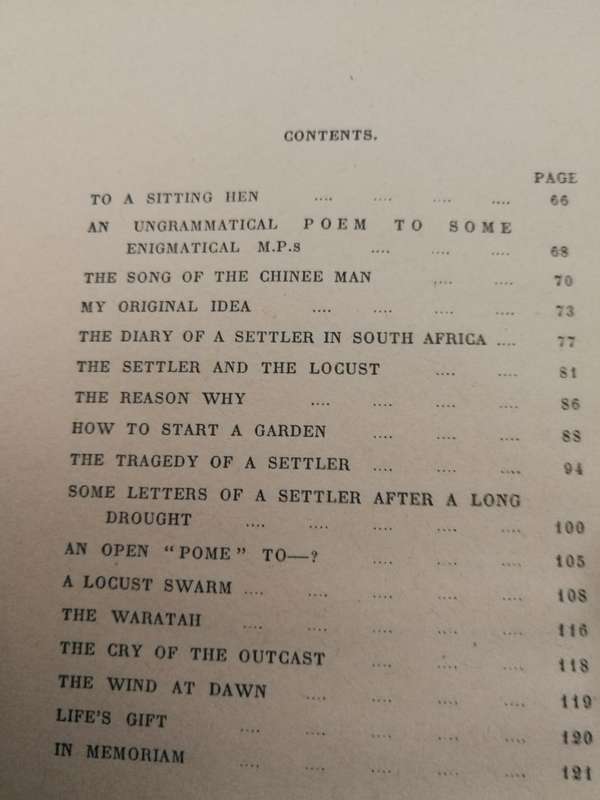 CONTENTS.
PAGE
TO A SITTING HEN .... .... .... .... 66
AN UNGRAMMATICAL POEM TO SOME
ENIGMATICAL M.P.s .... .... .... 68
THE SONG OF THE CHINEE MAN .... .... 70
MY ORIGINAL IDEA .... .... .... .... 73
THE DIARY OF A SETTLER IN SOUTH AFRICA .... 77
THE SETTLER AND THE LOCUST .... .... 81
THE REASON WHY .... .... .... .... 86
HOW TO START A GARDEN .... .... .... 88
THE TRAGEDY OF A SETTLER .... .... .... 94
SOME LETTERS OF A SETTLER AFTER A LONG
DROUGHT .... .... .... .... .... 100
AN OPEN "POME" TO—? .... .... .... 105
A LOCUST SWARM .... .... .... .... .... 108
THE WARATAH .... .... .... .... .... 116
THE CRY OF THE OUTCAST .... .... .... 118
THE WIND AT DAWN .... .... .... .... 119
LIFE'S GIFT .... .... .... .... .... 120
IN MEMORIAM .... .... .... .... .... 121